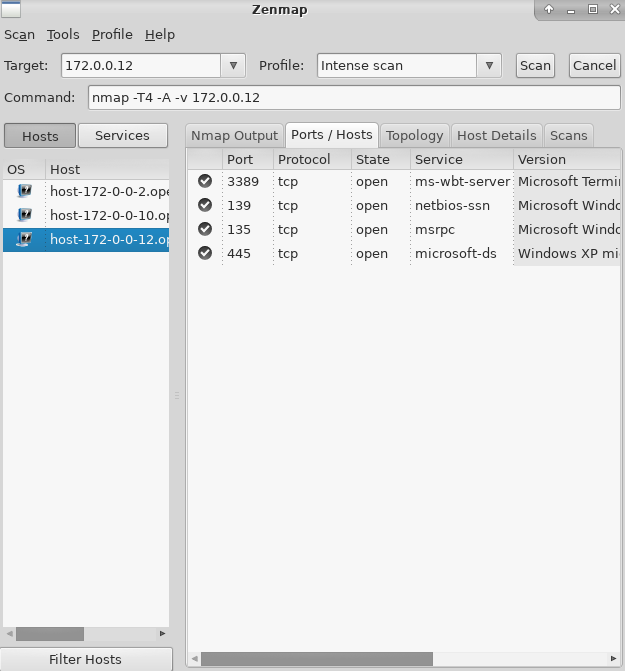 Zenmap
Scan Tools Profile Help
Target: 172.0.0.12 Profile: Intense scan Scan Cancel
Command: nmap -T4 -A -v 172.0.0.12
Hosts Services
OS Host
host-172-0-0-2.ope
host-172-0-0-10.op
host-172-0-0-12.op
Filter Hosts
Nmap Output Ports / Hosts Topology Host Details Scans
Port Protocol State Service Version
3389 tcp open ms-wbt-server Microsoft Termi
139 tcp open netbios-ssn Microsoft Windo
135 tcp open msrpc Microsoft Windo
445 tcp open microsoft-ds Windows XP mi